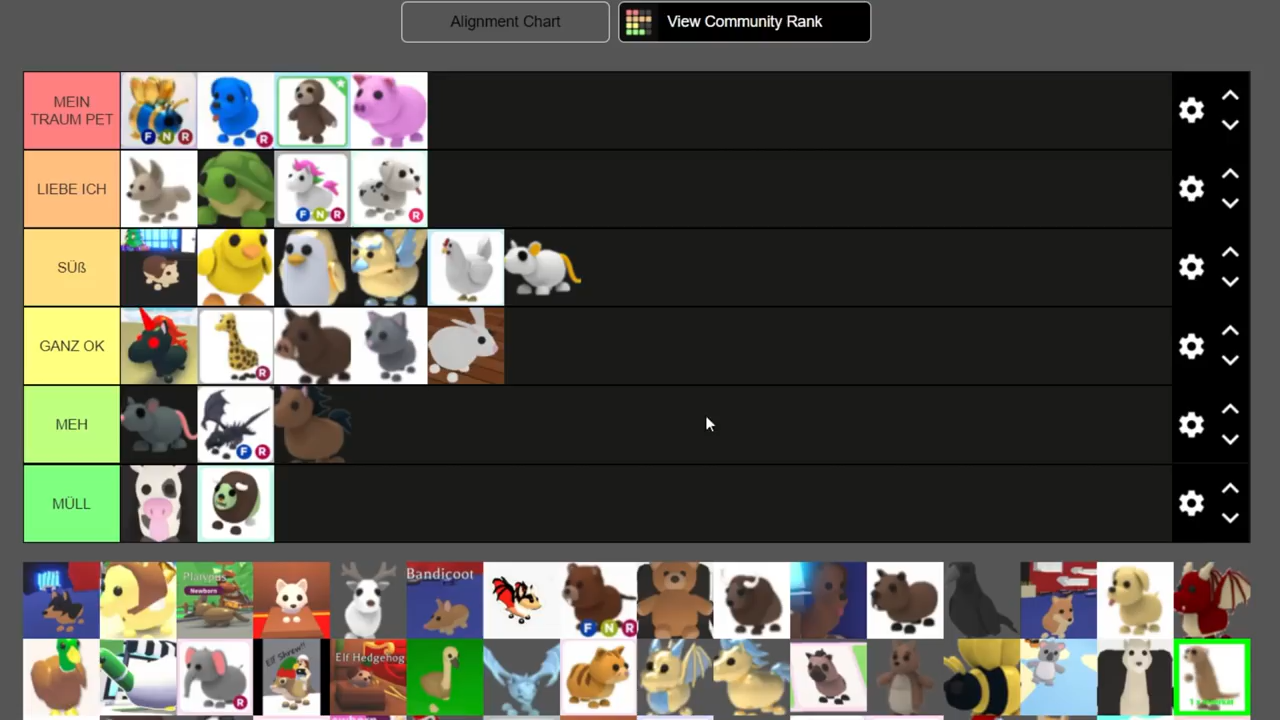 Alignment Chart
View Community Rank
MEIN
TRAUM PET
F N R
R
LIEBE ICH
F N R
R
SÜß
GANZ OK
R
MEH
F R
MÜLL
Platypus
Newborn
Bandicoot
F N R
R
Elf Shrew!!
Elf Hedgehog